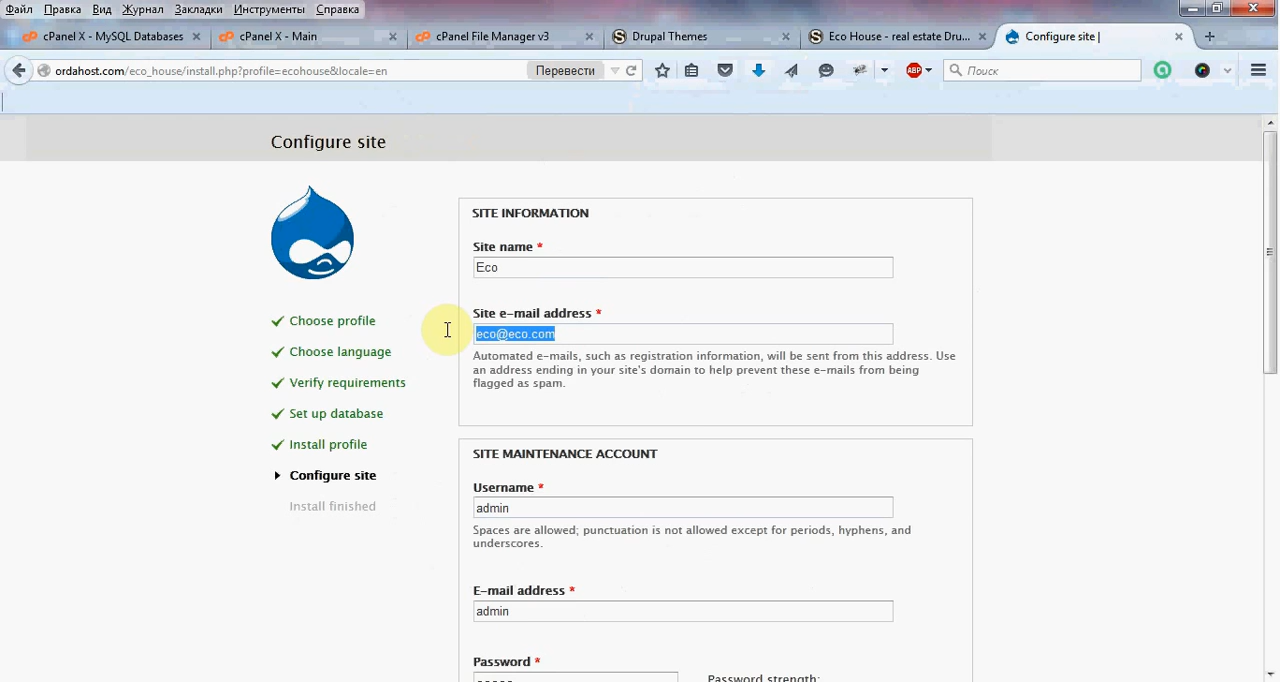 Файл Правка Вид Журнал Закладки Инструменты Справка
cPanel X - MySQL Databases × cPanel X - Main × cPanel File Manager v3 × Drupal Themes × Eco House - real estate Dru... × Configure site | ×
ordahost.com/eco_house/install.php?profile=ecohouse&locale=en Перевести ABP Поиск
Configure site
Choose profile
Choose language
Verify requirements
Set up database
Install profile
Configure site
Install finished
SITE INFORMATION
Site name *
Eco
Site e-mail address *
eco@eco.com
Automated e-mails, such as registration information, will be sent from this address. Use
an address ending in your site's domain to help prevent these e-mails from being
flagged as spam.
SITE MAINTENANCE ACCOUNT
Username *
admin
Spaces are allowed; punctuation is not allowed except for periods, hyphens, and
underscores.
E-mail address *
admin
Password *
Password strength: